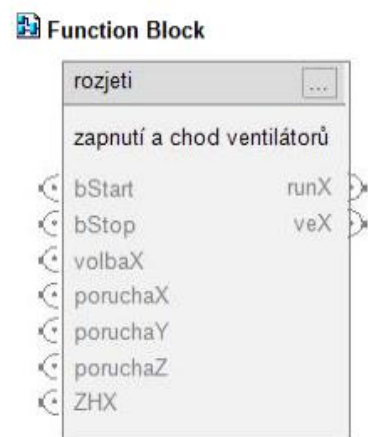 Function Block
rozjeti ...
zapnutí a chod ventilátorů
bStart runX
bStop veX
volbaX
poruchaX
poruchaY
poruchaZ
ZHX